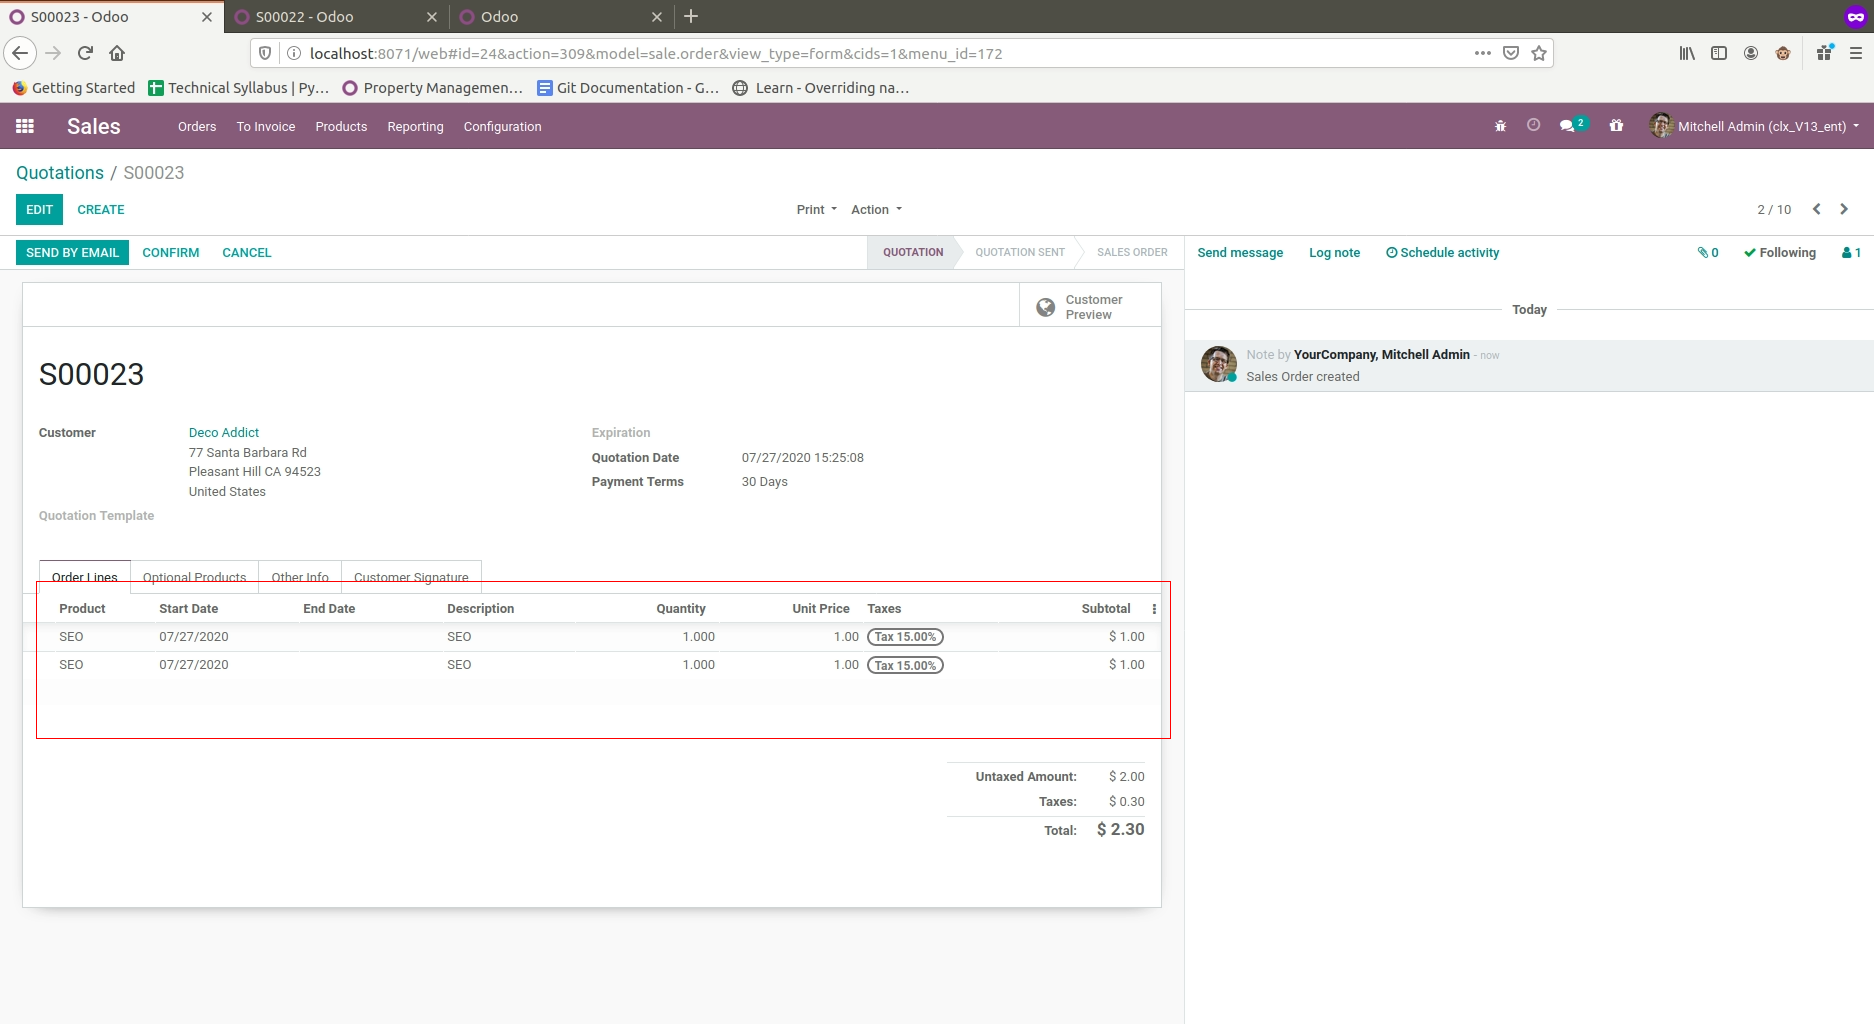 S00023 - Odoo
S00022 - Odoo
Odoo
localhost:8071/web#id=24&action=309&model=sale.order&view_type=form&cids=1&menu_id=172
Getting Started
Technical Syllabus | Py...
Property Managemen...
Git Documentation - G...
Learn - Overriding na...
Sales
Orders
To Invoice
Products
Reporting
Configuration
2
Mitchell Admin (clx_V13_ent)
Quotations / S00023
EDIT
CREATE
Print
Action
2 / 10
SEND BY EMAIL
CONFIRM
CANCEL
QUOTATION
QUOTATION SENT
SALES ORDER
Send message
Log note
Schedule activity
0
Following
1
Customer
Preview
Today
Note by YourCompany, Mitchell Admin - now
Sales Order created
S00023
Customer
Deco Addict
77 Santa Barbara Rd
Pleasant Hill CA 94523
United States
Quotation Template
Expiration
Quotation Date 07/27/2020 15:25:08
Payment Terms 30 Days
Order Lines
Optional Products
Other Info
Customer Signature
Product Start Date End Date Description Quantity Unit Price Taxes Subtotal
SEO 07/27/2020 SEO 1.000 1.00 Tax 15.00% $ 1.00
SEO 07/27/2020 SEO 1.000 1.00 Tax 15.00% $ 1.00
Untaxed Amount: $ 2.00
Taxes: $ 0.30
Total: $ 2.30